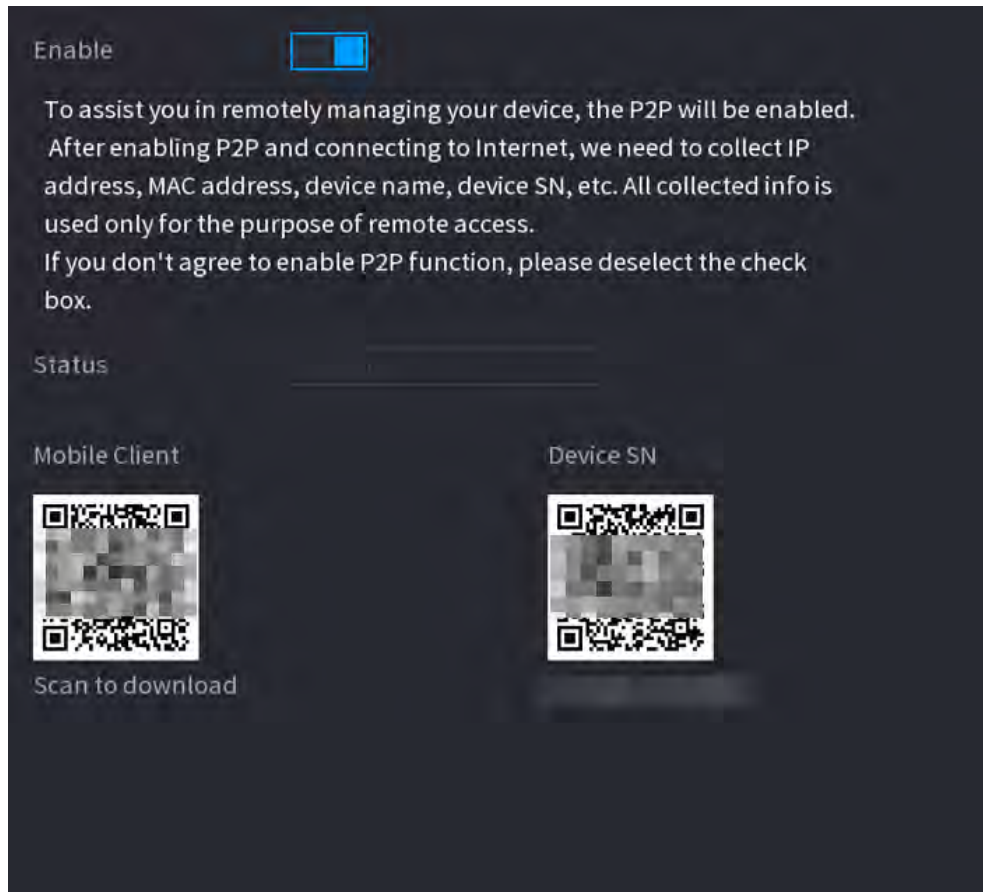 Enable
To assist you in remotely managing your device, the P2P will be enabled.
After enabling P2P and connecting to Internet, we need to collect IP
address, MAC address, device name, device SN, etc. All collected info is
used only for the purpose of remote access.
If you don't agree to enable P2P function, please deselect the check
box.
Status
Mobile Client
Device SN
Scan to download